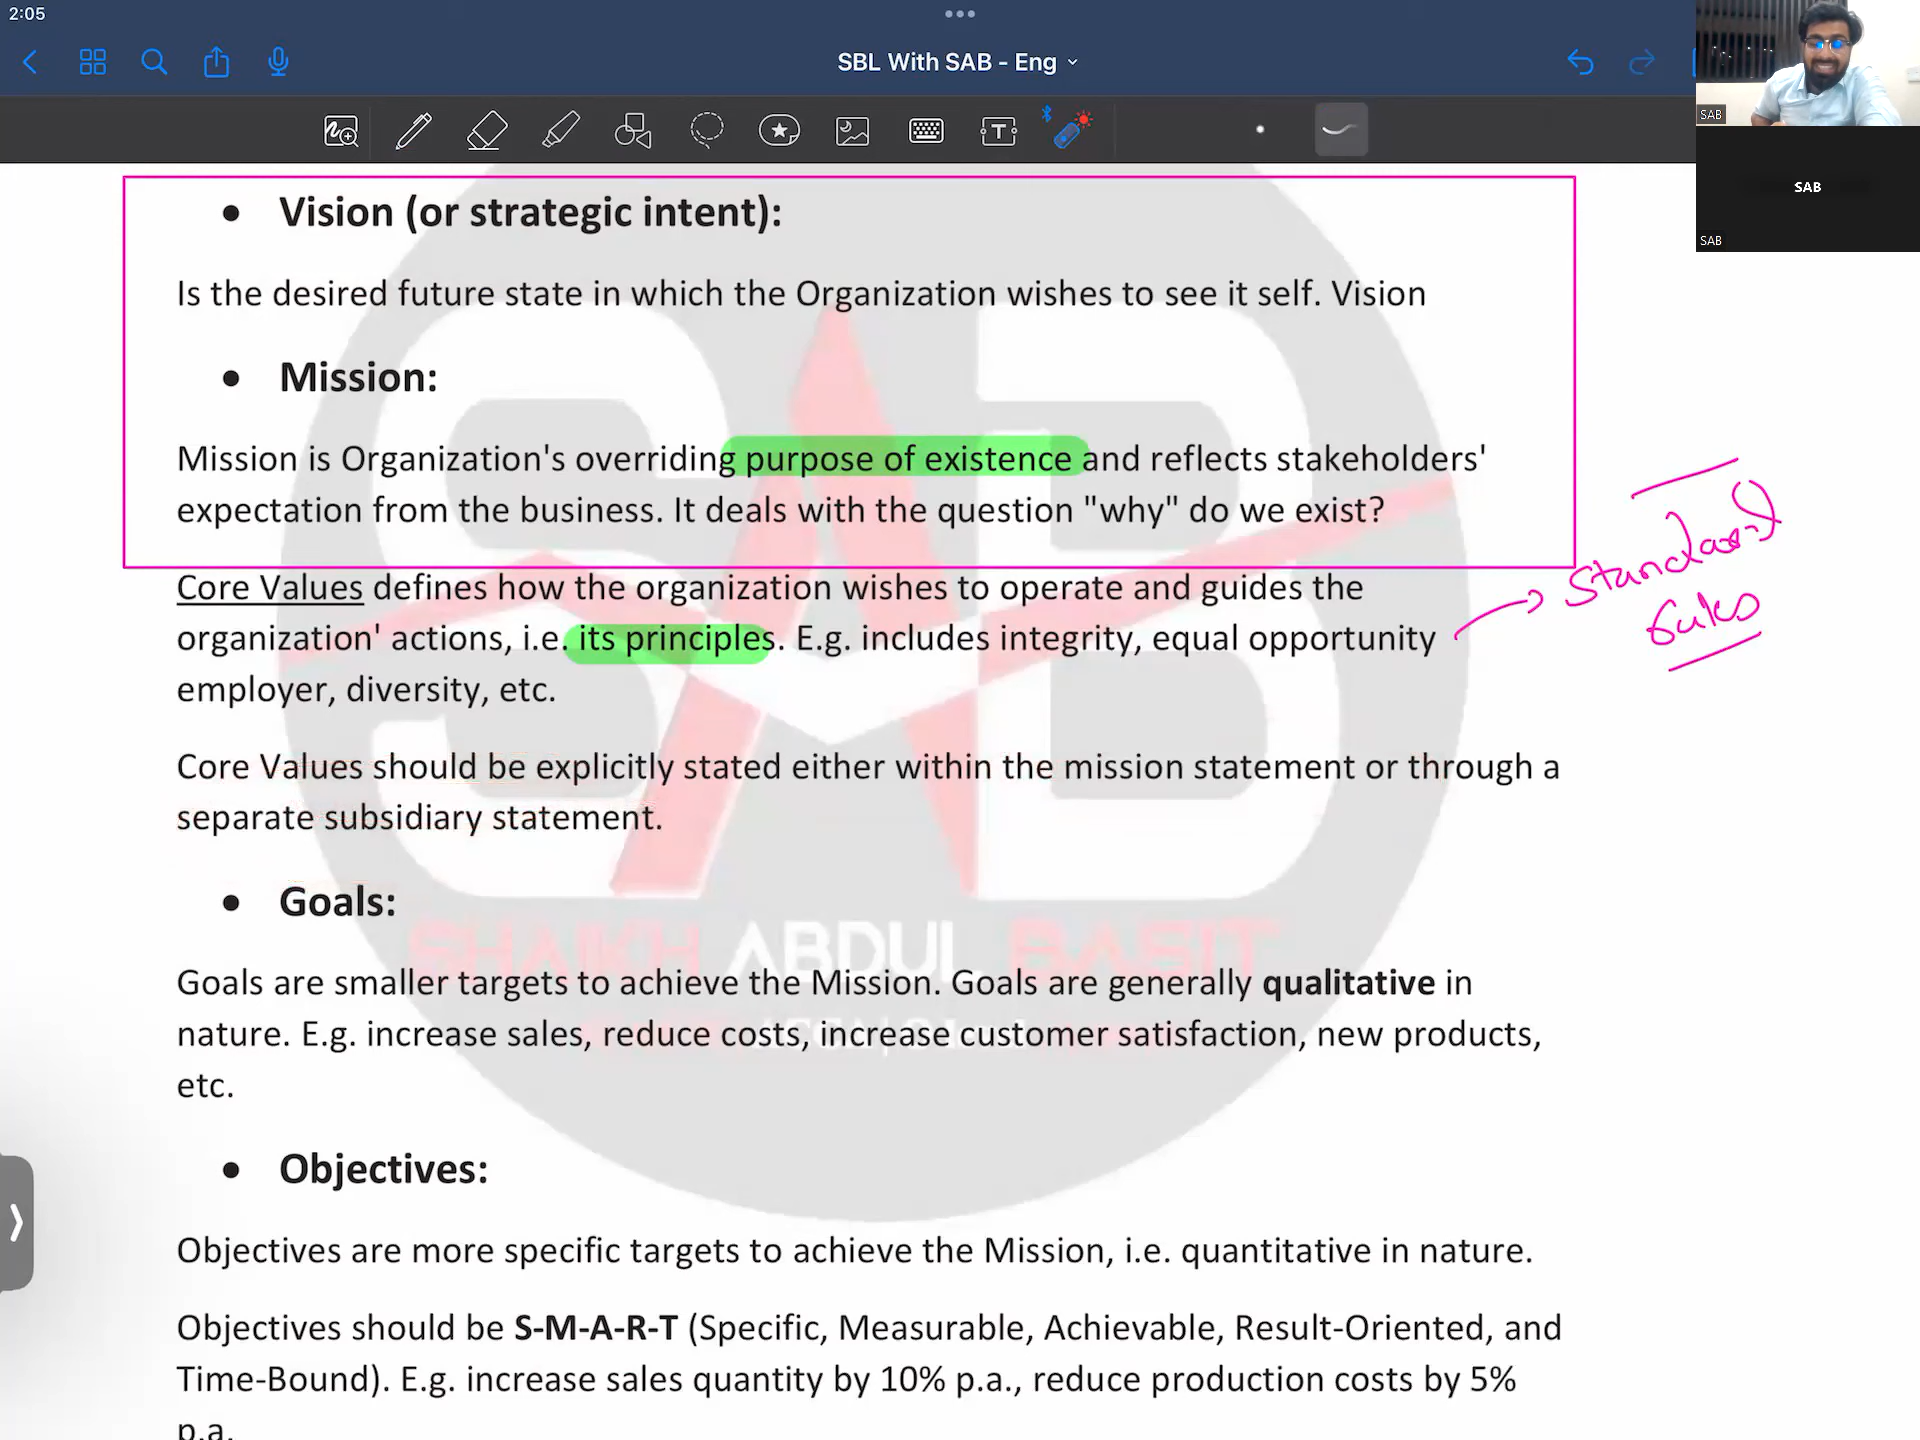 2:05
SBL With SAB - Eng
SAB
SAB
SAB
• Vision (or strategic intent):
Is the desired future state in which the Organization wishes to see it self. Vision
• Mission:
Mission is Organization's overriding purpose of existence and reflects stakeholders'
expectation from the business. It deals with the question "why" do we exist?
Core Values defines how the organization wishes to operate and guides the
organization' actions, i.e. its principles. E.g. includes integrity, equal opportunity
employer, diversity, etc.
Standard
Core Values should be explicitly stated either within the mission statement or through a
separate subsidiary statement.
• Goals:
SHAIKH ABDUL BASIT
Goals are smaller targets to achieve the Mission. Goals are generally qualitative in
nature. E.g. increase sales, reduce costs, increase customer satisfaction, new products,
etc.
• Objectives:
Objectives are more specific targets to achieve the Mission, i.e. quantitative in nature.
Objectives should be S-M-A-R-T (Specific, Measurable, Achievable, Result-Oriented, and
Time-Bound). E.g. increase sales quantity by 10% p.a., reduce production costs by 5%
p.a.